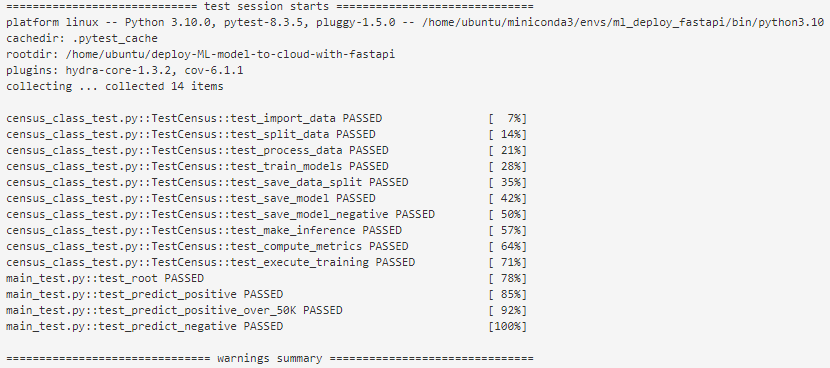 ============================= test session starts ==============================
platform linux -- Python 3.10.0, pytest-8.3.5, pluggy-1.5.0 -- /home/ubuntu/miniconda3/envs/ml_deploy_fastapi/bin/python3.10
cachedir: .pytest_cache
rootdir: /home/ubuntu/deploy-ML-model-to-cloud-with-fastapi
plugins: hydra-core-1.3.2, cov-6.1.1
collecting ... collected 14 items

census_class_test.py::TestCensus::test_import_data PASSED                [  7%]
census_class_test.py::TestCensus::test_split_data PASSED                 [ 14%]
census_class_test.py::TestCensus::test_process_data PASSED               [ 21%]
census_class_test.py::TestCensus::test_train_models PASSED               [ 28%]
census_class_test.py::TestCensus::test_save_data_split PASSED            [ 35%]
census_class_test.py::TestCensus::test_save_model PASSED                 [ 42%]
census_class_test.py::TestCensus::test_save_model_negative PASSED        [ 50%]
census_class_test.py::TestCensus::test_make_inference PASSED             [ 57%]
census_class_test.py::TestCensus::test_compute_metrics PASSED            [ 64%]
census_class_test.py::TestCensus::test_execute_training PASSED           [ 71%]
main_test.py::test_root PASSED                                           [ 78%]
main_test.py::test_predict_positive PASSED                               [ 85%]
main_test.py::test_predict_positive_over_50K PASSED                      [ 92%]
main_test.py::test_predict_negative PASSED                               [100%]

=============================== warnings summary ===============================